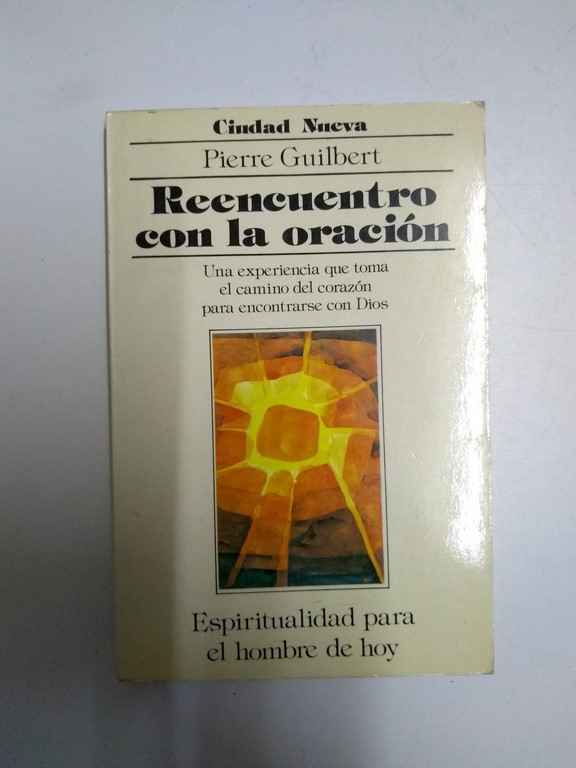 Ciudad Nueva
Pierre Guilbert
Reencuentro
con la oración
Una experiencia que toma
el camino del corazón
para encontrarse con Dios
Espiritualidad para
el hombre de hoy